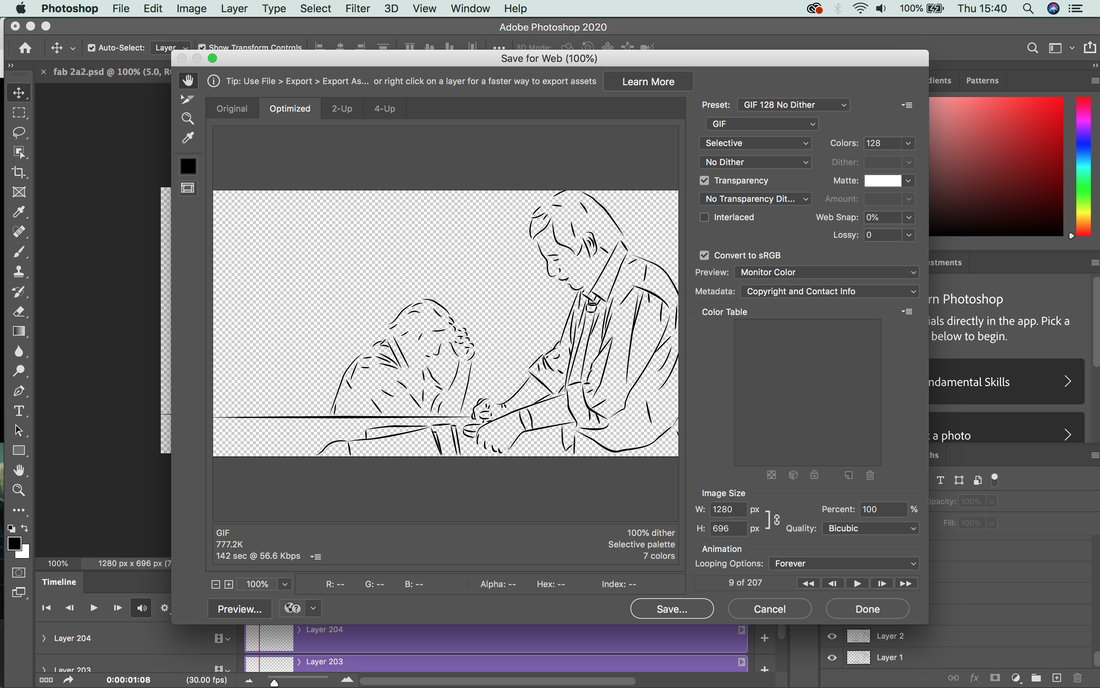 Photoshop File Edit Image Layer Type Select Filter 3D View Window Help 100% Thu 15:40
Adobe Photoshop 2020
Auto-Select: Layer Show Transform Controls 3D Mode:
× fab 2a2.psd @ 100% (5.0, R
Save for Web (100%)
Tip: Use File > Export > Export As... or right click on a layer for a faster way to export assets Learn More
dients Patterns
Original Optimized 2-Up 4-Up
Preset: GIF 128 No Dither
GIF
Selective Colors: 128
No Dither Dither:
Transparency Matte:
No Transparency Dit... Amount:
Interlaced Web Snap: 0%
Lossy: 0
Convert to sRGB
Preview: Monitor Color
Metadata: Copyright and Contact Info
Color Table
ustments
rn Photoshop
ials directly in the app. Pick a
below to begin.
ndamental Skills
t a photo
ths
Opacity: 100%
Fill: 100%
Image Size
W: 1280 px Percent: 100 %
H: 696 px Quality: Bicubic
Animation
Looping Options: Forever
9 of 207
GIF 100% dither
777.2K Selective palette
142 sec @ 56.6 Kbps 7 colors
100% R: -- G: -- B: -- Alpha: -- Hex: -- Index: --
Preview... Save... Cancel Done
100% 1280 px x 696 px (7
Timeline
Layer 204 Layer 204
Layer 203 Layer 203
0:00:01:08 (30.00 fps)
Layer 2
Layer 1